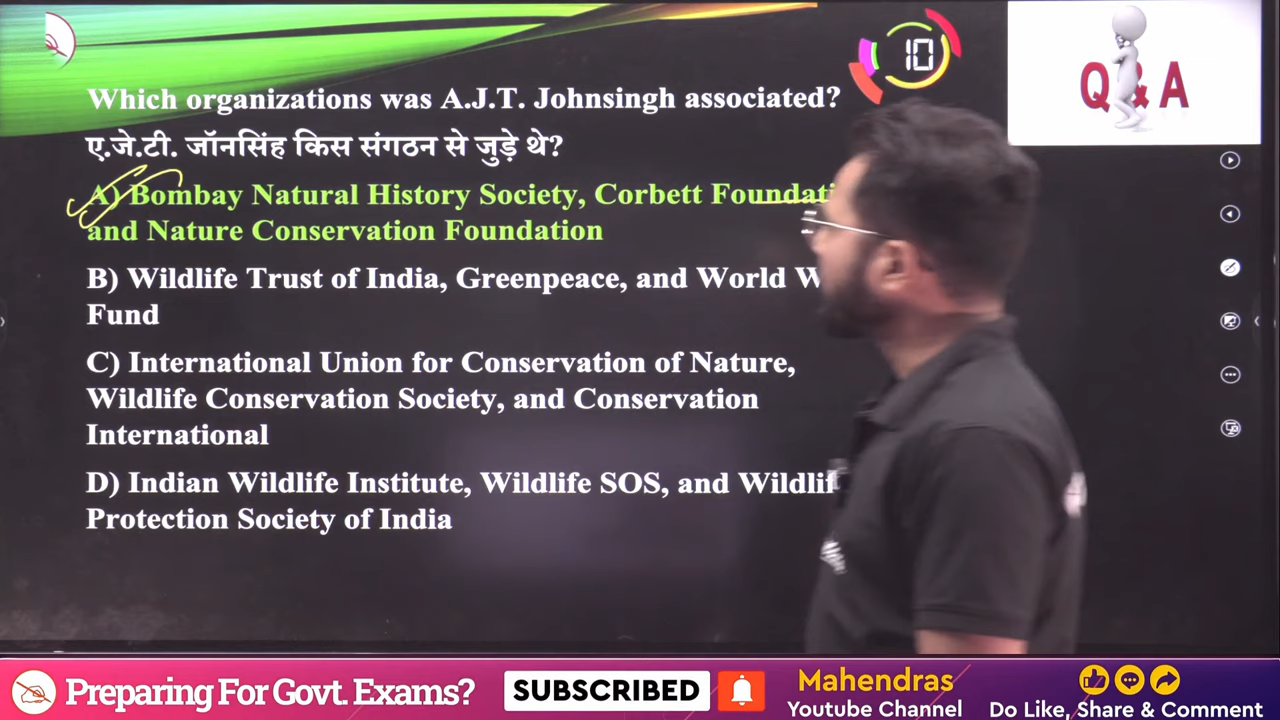 10
Q & A
Which organizations was A.J.T. Johnsingh associated?
ए.जे.टी. जॉनसिंह किस संगठन से जुड़े थे?
A) Bombay Natural History Society, Corbett
and Nature Conservation Foundation
B) Wildlife Trust of India, Greenpeace, and World
Fund
C) International Union for Conservation of Nature,
Wildlife Conservation Society, and Conservation
International
D) Indian Wildlife Institute, Wildlife SOS, and
Protection Society of India
Preparing For Govt. Exams?
SUBSCRIBED
Mahendras
Youtube Channel
Do Like, Share & Comment